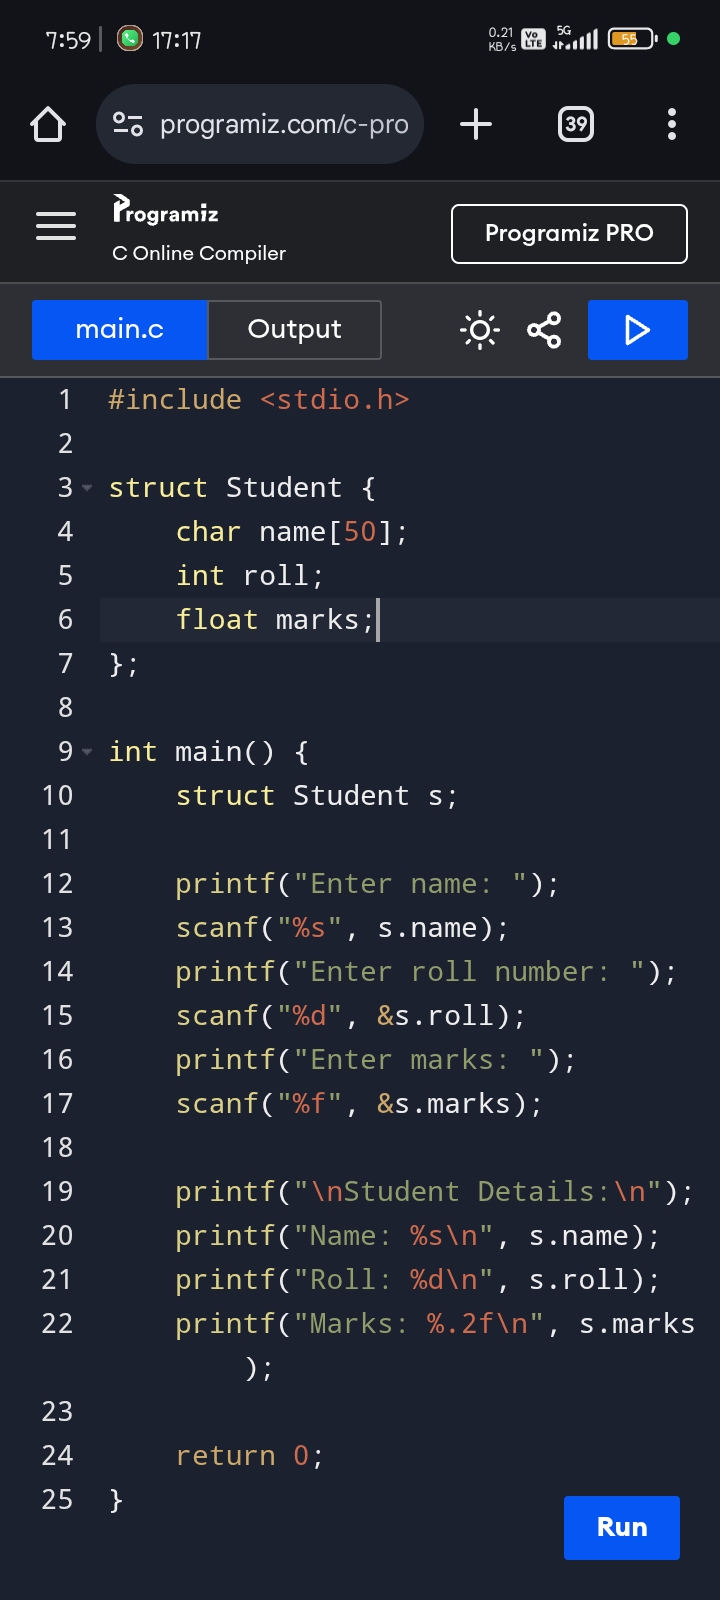 7:59 17:17 0.21 KB/s Vo LTE 5G 55
programiz.com/c-pro 39
Programiz
C Online Compiler
Programiz PRO
main.c Output
1 #include <stdio.h>
2
3 struct Student {
4     char name[50];
5     int roll;
6     float marks;
7 };
8
9 int main() {
10     struct Student s;
11
12     printf("Enter name: ");
13     scanf("%s", s.name);
14     printf("Enter roll number: ");
15     scanf("%d", &s.roll);
16     printf("Enter marks: ");
17     scanf("%f", &s.marks);
18
19     printf("\nStudent Details:\n");
20     printf("Name: %s\n", s.name);
21     printf("Roll: %d\n", s.roll);
22     printf("Marks: %.2f\n", s.marks
);
23
24     return 0;
25 }
Run